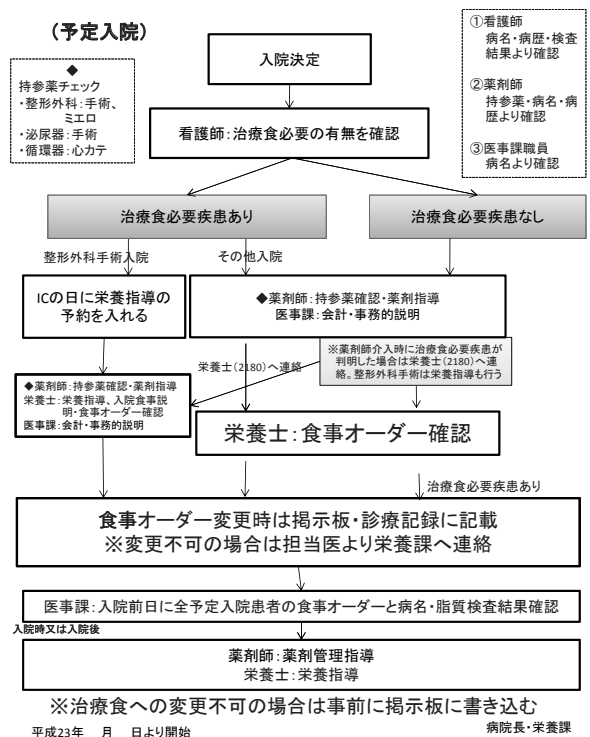 (予定入院)
◆
持参薬チェック
・整形外科:手術、
ミエロ
・泌尿器:手術
・循環器:心カテ
入院決定
①看護師
病名・病歴・検査
結果より確認
②薬剤師
持参薬・病名・病
歴より確認
③医事課職員
病名より確認
看護師:治療食必要の有無を確認
治療食必要疾患あり
治療食必要疾患なし
整形外科手術入院
その他入院
ICの日に栄養指導の
予約を入れる
◆薬剤師:持参薬確認・薬剤指導
医事課:会計・事務的説明
※薬剤師介入時に治療食必要疾患が
判明した場合は栄養士(2180)へ連
絡。整形外科手術は栄養指導も行う
栄養士(2180)へ連絡
◆薬剤師:持参薬確認・薬剤指導
栄養士:栄養指導、入院食事説
明・食事オーダー確認
医事課:会計・事務的説明
栄養士:食事オーダー確認
治療食必要疾患あり
食事オーダー変更時は掲示板・診療記録に記載
※変更不可の場合は担当医より栄養課へ連絡
医事課:入院前日に全予定入院患者の食事オーダーと病名・脂質検査結果確認
入院時又は入院後
薬剤師:薬剤管理指導
栄養士:栄養指導
※治療食への変更不可の場合は事前に掲示板に書き込む
平成23年 月 日より開始
病院長・栄養課